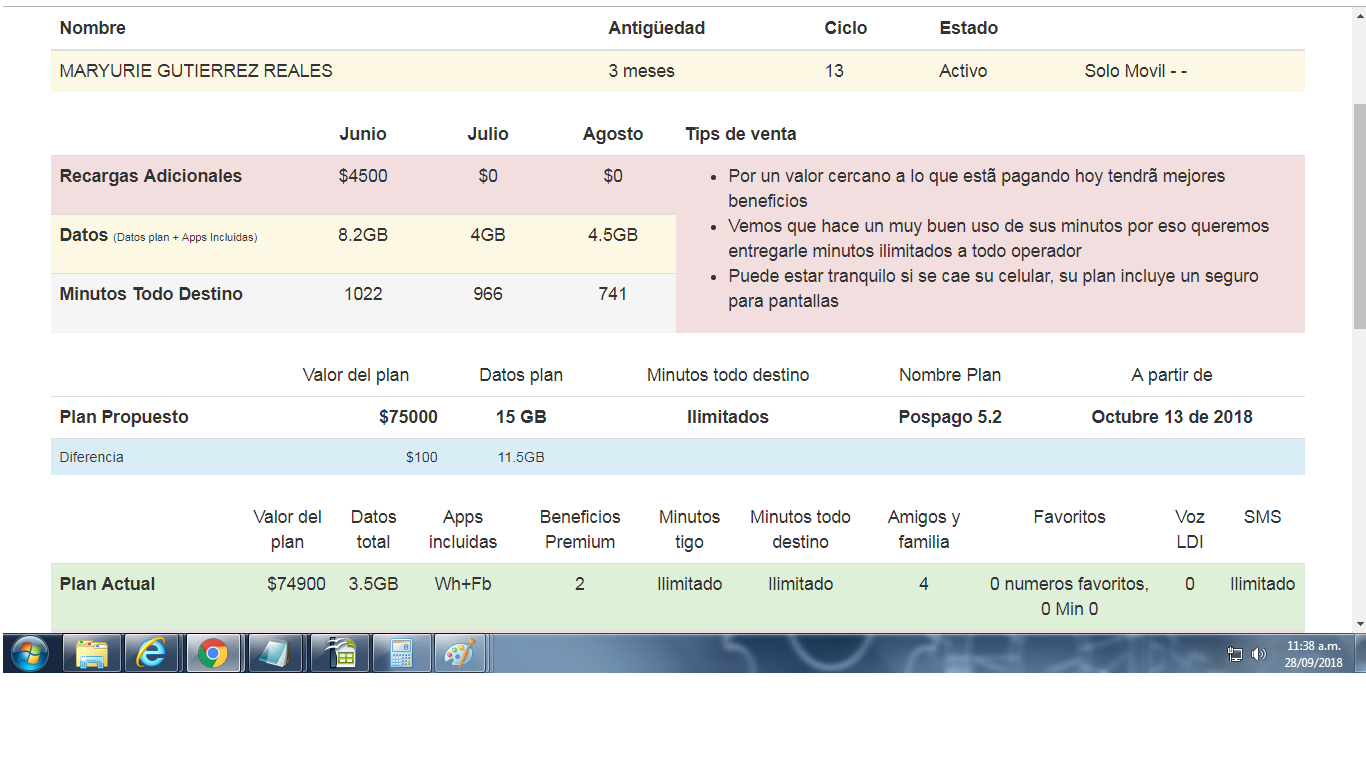 Nombre Antigüedad Ciclo Estado
MARYURIE GUTIERREZ REALES 3 meses 13 Activo Solo Movil - -
Junio Julio Agosto Tips de venta
Recargas Adicionales $4500 $0 $0
Datos (Datos plan + Apps Incluidas) 8.2GB 4GB 4.5GB
Minutos Todo Destino 1022 966 741
• Por un valor cercano a lo que estã pagando hoy tendrã mejores
beneficios
• Vemos que hace un muy buen uso de sus minutos por eso queremos
entregarle minutos ilimitados a todo operador
• Puede estar tranquilo si se cae su celular, su plan incluye un seguro
para pantallas
Valor del plan Datos plan Minutos todo destino Nombre Plan A partir de
Plan Propuesto $75000 15 GB Ilimitados Pospago 5.2 Octubre 13 de 2018
Diferencia $100 11.5GB
Valor del Datos Apps Beneficios Minutos Minutos todo Amigos y Favoritos Voz SMS
plan total incluidas Premium tigo destino familia LDI
Plan Actual $74900 3.5GB Wh+Fb 2 Ilimitado Ilimitado 4 0 numeros favoritos, 0 Ilimitado
0 Min 0
11:38 a.m.
28/09/2018